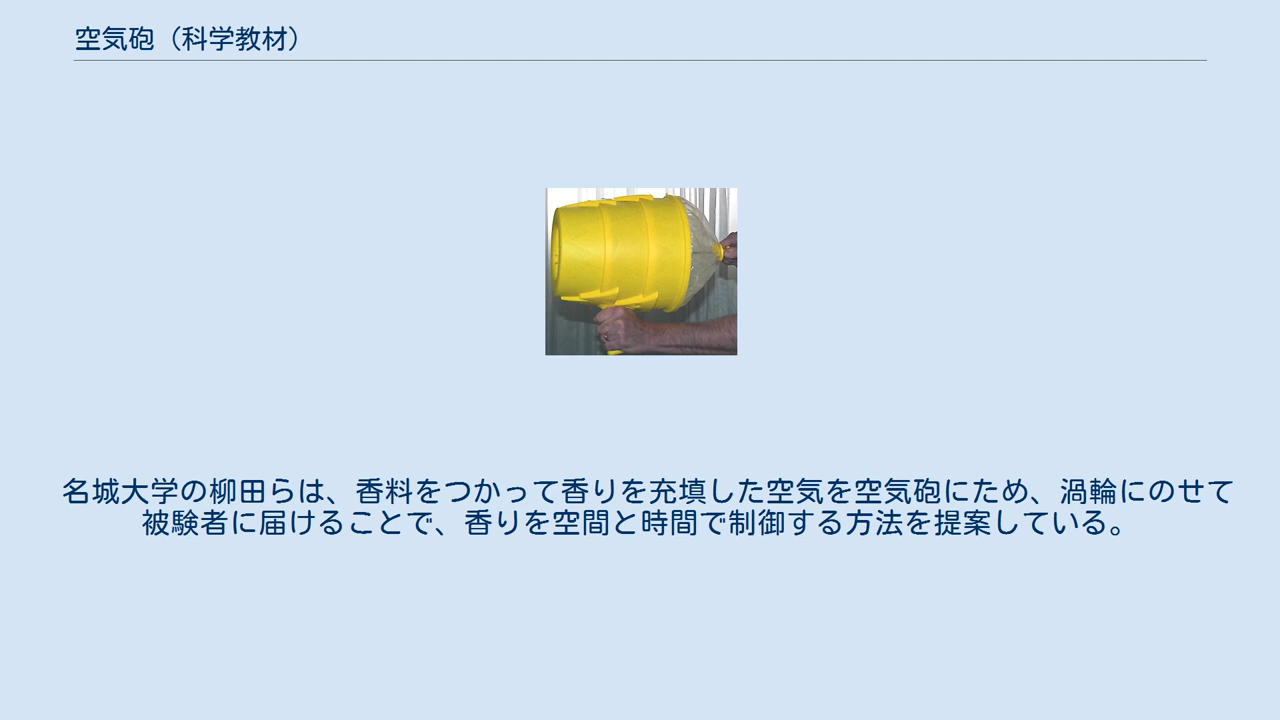 空気砲（科学教材）
名城大学の柳田らは、香料をつかって香りを充填した空気を空気砲にため、渦輪にのせて
被験者に届けることで、香りを空間と時間で制御する方法を提案している。